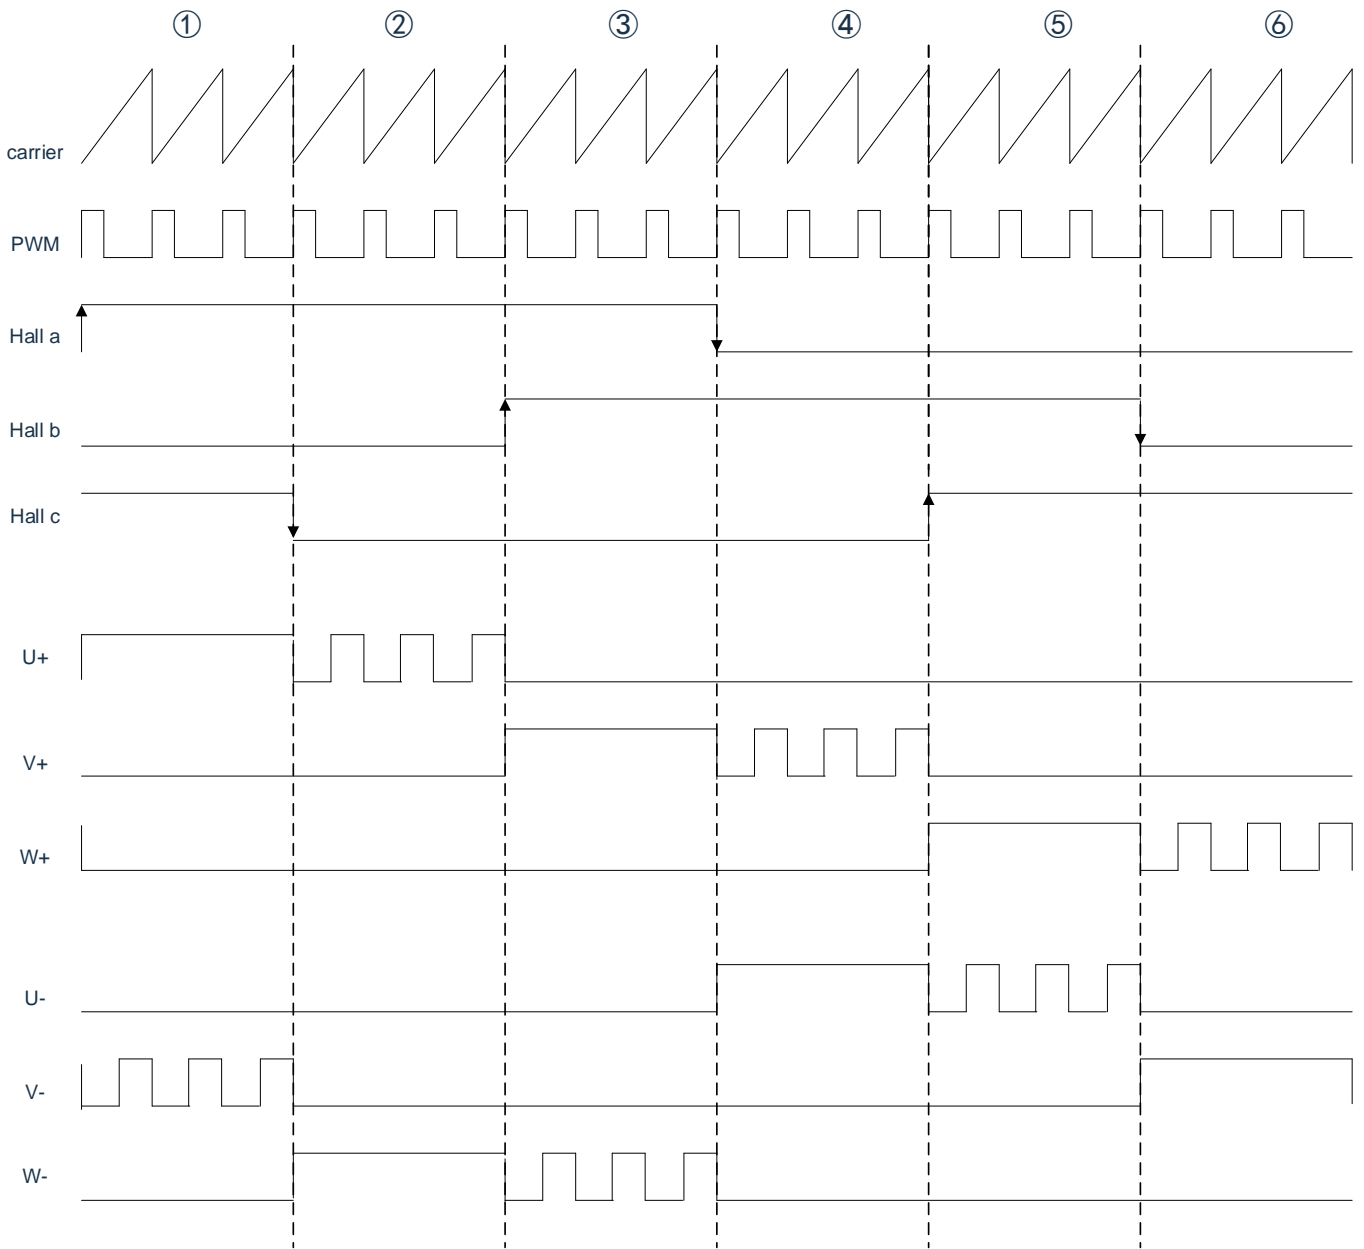 ① ② ③ ④ ⑤ ⑥
carrier
PWM
Hall a
Hall b
Hall c
U+
V+
W+
U-
V-
W-